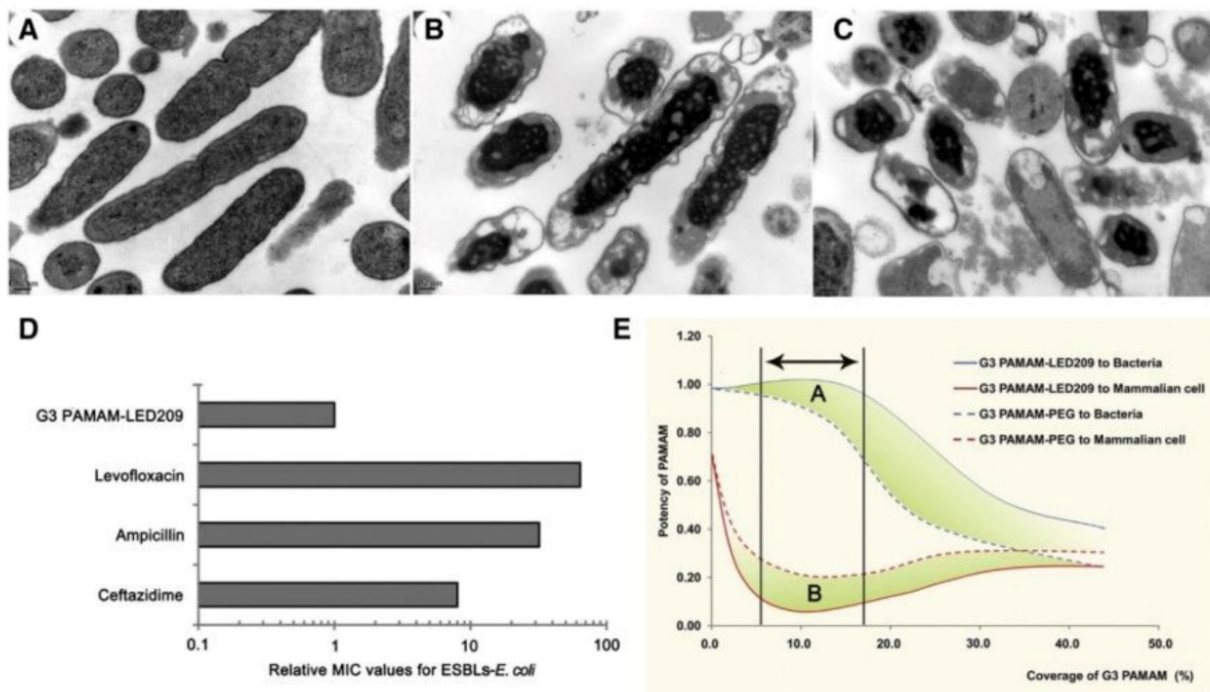 A
B
C
D
G3 PAMAM-LED209
Levofloxacin
Ampicillin
Ceftazidime
0.1
1
10
100
Relative MIC values for ESBLs-E. coli
E
1.20
1.00
0.80
0.60
0.40
0.20
0.00
Potency of PAMAM
A
B
G3 PAMAM-LED209 to Bacteria
G3 PAMAM-LED209 to Mammalian cell
G3 PAMAM-PEG to Bacteria
G3 PAMAM-PEG to Mammalian cell
0.0
10.0
20.0
30.0
40.0
50.0
Coverage of G3 PAMAM (%)